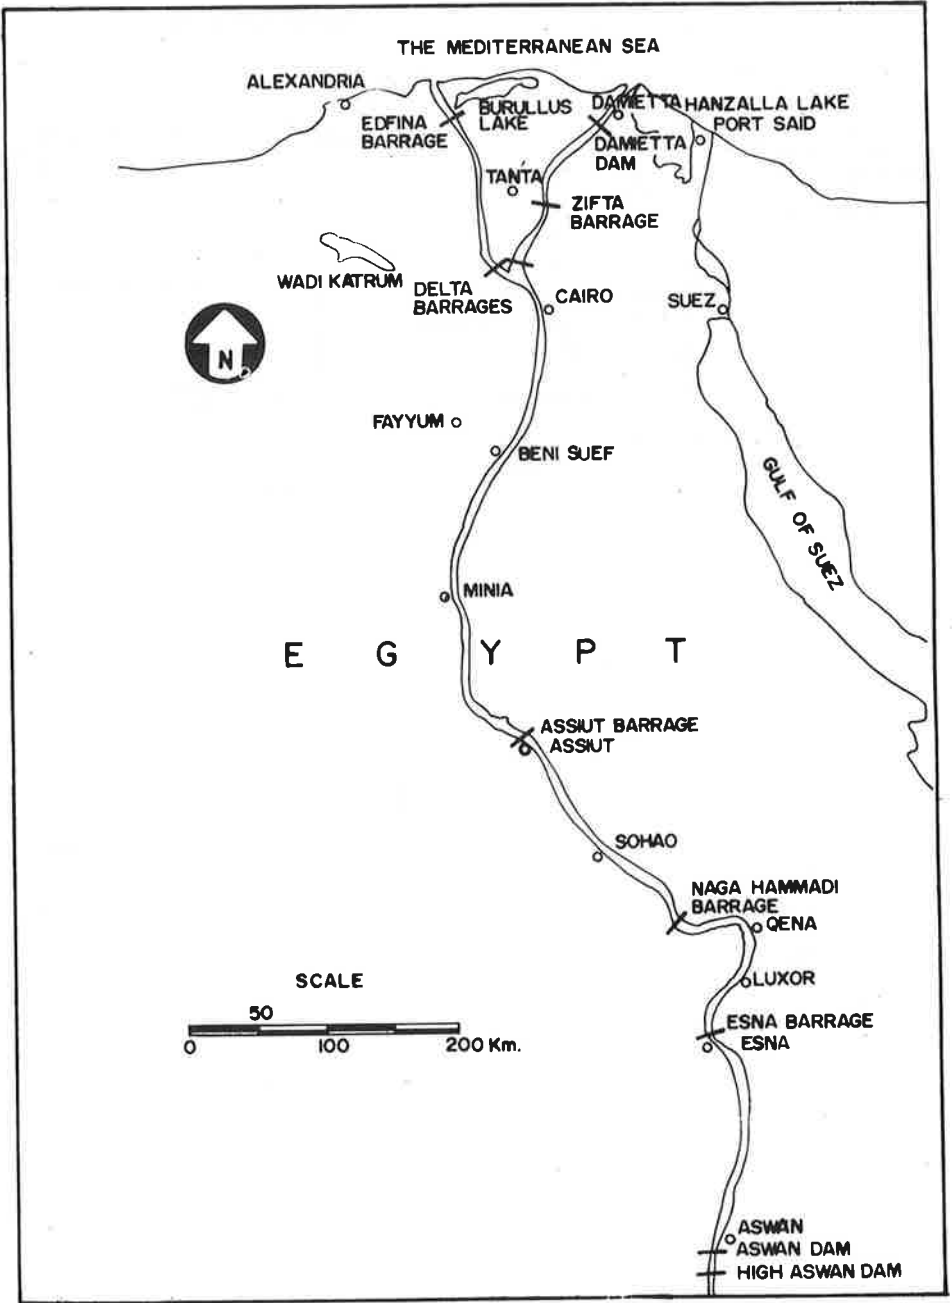 THE MEDITERRANEAN SEA
ALEXANDRIA
EDFINA
BARRAGE
BURULLUS
LAKE
DAMIETTA
HANZALLA LAKE
PORT SAID
DAMIETTA
DAM
TANTA
ZIFTA
BARRAGE
WADI KATRUM
DELTA
BARRAGES
CAIRO
SUEZ
N
FAYYUM
BENI SUEF
GULF OF SUEZ
MINIA
E G Y P T
ASSIUT BARRAGE
ASSIUT
SOHAO
NAGA HAMMADI
BARRAGE
QENA
LUXOR
SCALE
50
0 100 200 Km.
ESNA BARRAGE
ESNA
ASWAN
ASWAN DAM
HIGH ASWAN DAM